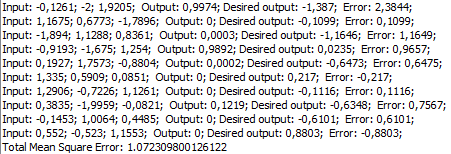 Input: -0,1261; -2; 1,9205;  Output: 0,9974; Desired output: -1,387;  Error: 2,3844;
Input: 1,1675; 0,6773; -1,7896;  Output: 0; Desired output: -0,1099;  Error: 0,1099;
Input: -1,894; 1,1288; 0,8361;  Output: 0,0003; Desired output: -1,1646;  Error: 1,1649;
Input: -0,9193; -1,675; 1,254;  Output: 0,9892; Desired output: 0,0235;  Error: 0,9657;
Input: 0,1927; 1,7573; -0,8804;  Output: 0,0002; Desired output: -0,6473;  Error: 0,6475;
Input: 1,335; 0,5909; 0,0851;  Output: 0; Desired output: 0,217;  Error: -0,217;
Input: 1,2906; -0,7226; 1,1261;  Output: 0; Desired output: -0,1116;  Error: 0,1116;
Input: 0,3835; -1,9959; -0,0821;  Output: 0,1219; Desired output: -0,6348;  Error: 0,7567;
Input: -0,1453; 1,0064; 0,4485;  Output: 0; Desired output: -0,6101;  Error: 0,6101;
Input: 0,552; -0,523; 1,1553;  Output: 0; Desired output: 0,8803;  Error: -0,8803;
Total Mean Square Error: 1.072309800126122